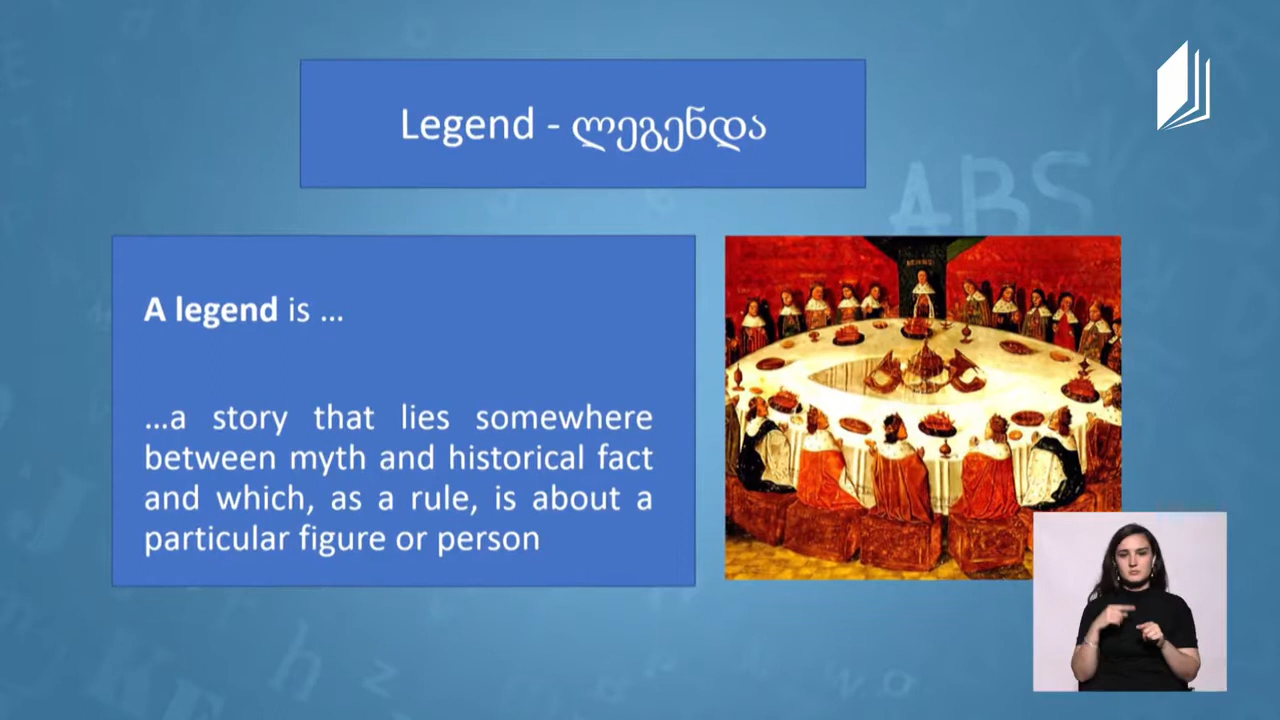 Legend - ლეგენდა
ABS
A legend is ...
...a story that lies somewhere
between myth and historical fact
and which, as a rule, is about a
particular figure or person